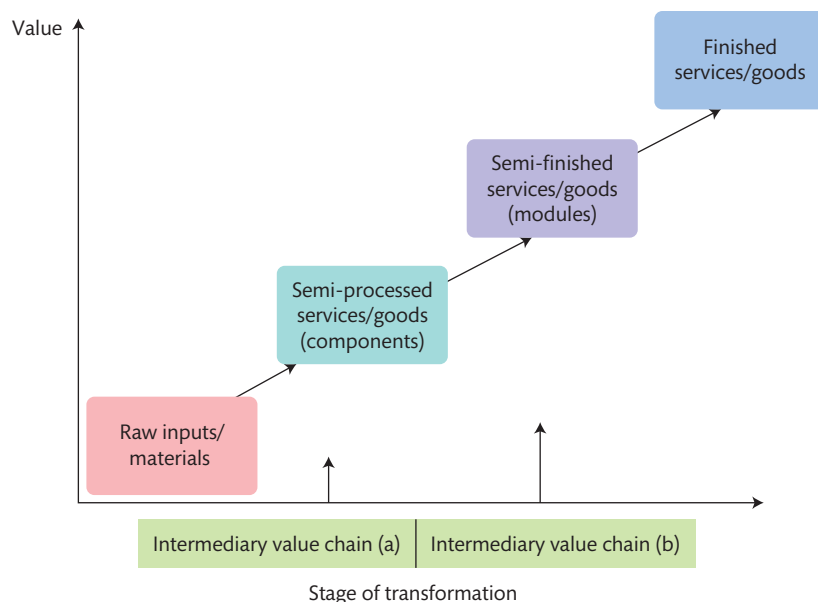 Value
Finished
services/goods
Semi-finished
services/goods
(modules)
Semi-processed
services/goods
(components)
Raw inputs/
materials
Intermediary value chain (a)
Intermediary value chain (b)
Stage of transformation